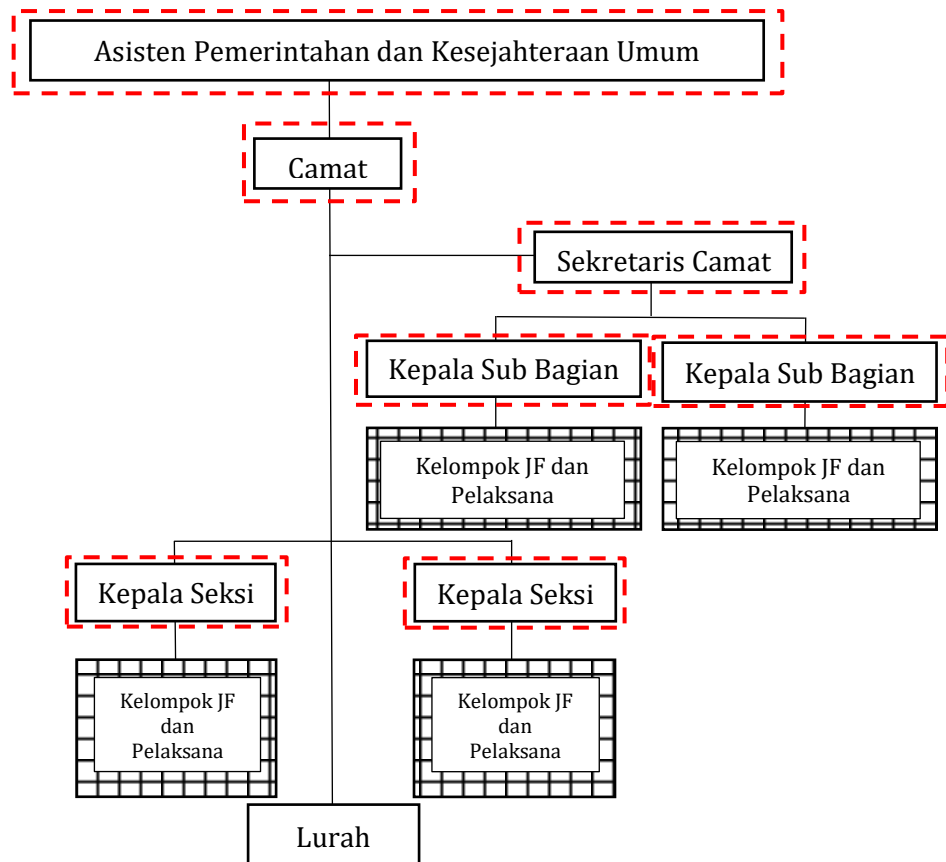 Asisten Pemerintahan dan Kesejahteraan Umum
Camat
Sekretaris Camat
Kepala Sub Bagian
Kepala Sub Bagian
Kelompok JF dan
Pelaksana
Kelompok JF dan
Pelaksana
Kepala Seksi
Kepala Seksi
Kelompok JF
dan
Pelaksana
Kelompok JF
dan
Pelaksana
Lurah